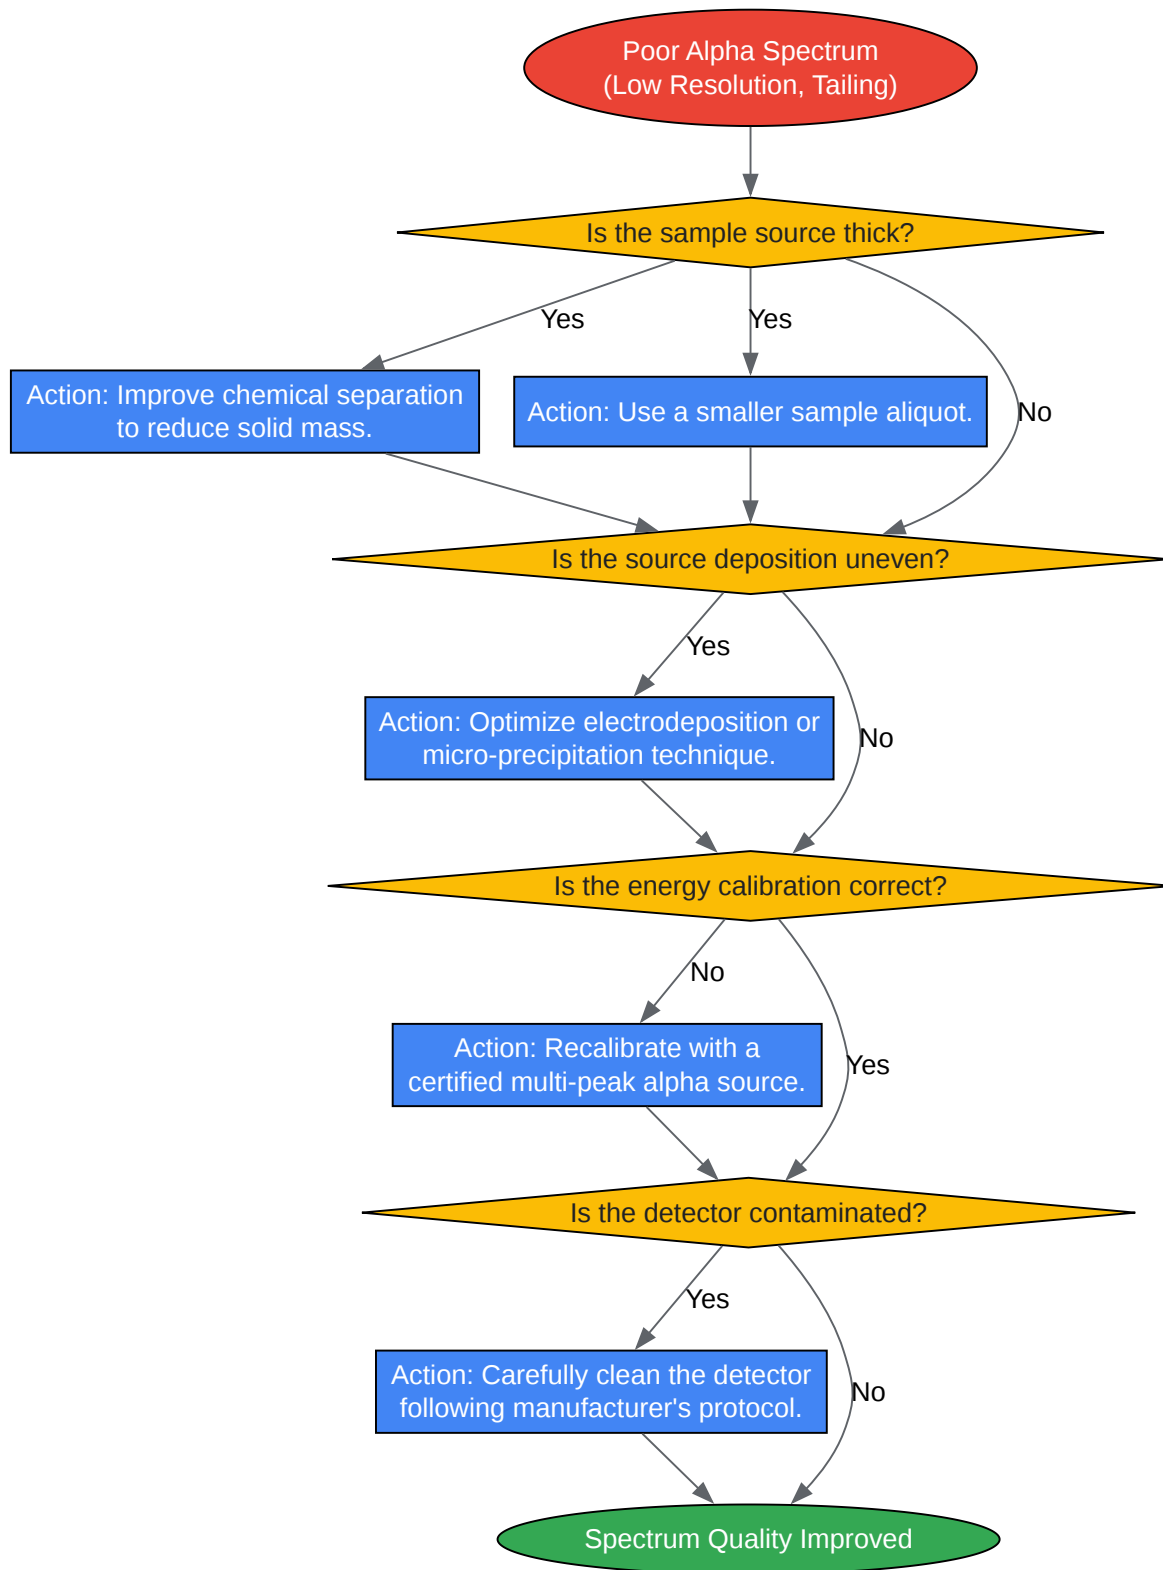 Poor Alpha Spectrum
(Low Resolution, Tailing)
Is the sample source thick?
Yes
Yes
No
Action: Improve chemical separation
to reduce solid mass.
Action: Use a smaller sample aliquot.
Is the source deposition uneven?
Yes
No
Action: Optimize electrodeposition or
micro-precipitation technique.
Is the energy calibration correct?
No
Yes
Action: Recalibrate with a
certified multi-peak alpha source.
Is the detector contaminated?
Yes
No
Action: Carefully clean the detector
following manufacturer's protocol.
Spectrum Quality Improved